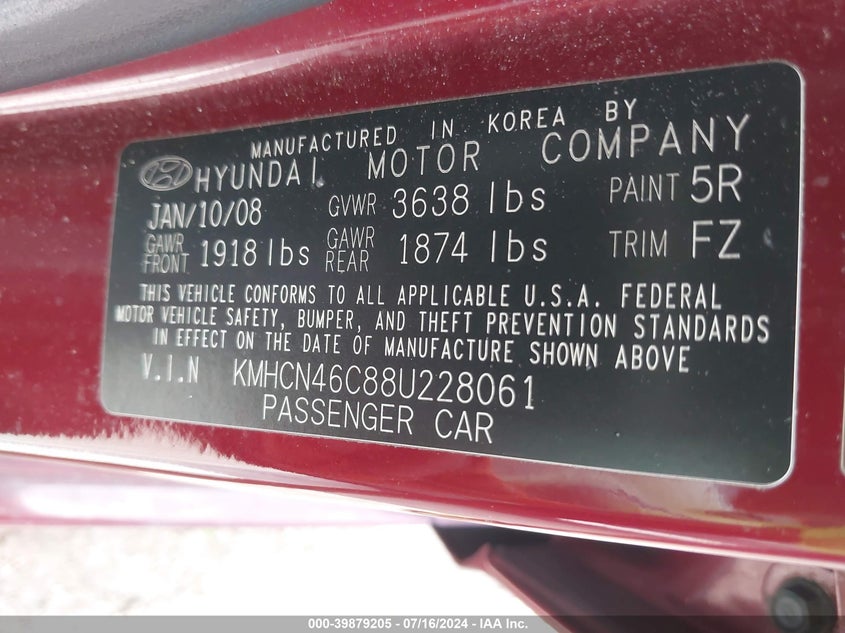 MANUFACTURED IN KOREA BY
HYUNDAI MOTOR COMPANY
JAN/10/08 GVWR 3638 lbs PAINT 5R
GAWR FRONT 1918 lbs GAWR REAR 1874 lbs TRIM FZ
THIS VEHICLE CONFORMS TO ALL APPLICABLE U.S.A. FEDERAL
MOTOR VEHICLE SAFETY, BUMPER, AND THEFT PREVENTION STANDARDS
IN EFFECT ON THE DATE OF MANUFACTURE SHOWN ABOVE
V.I.N KMHCN46C88U228061
PASSENGER CAR
000-39879205 - 07/16/2024 - IAA Inc.